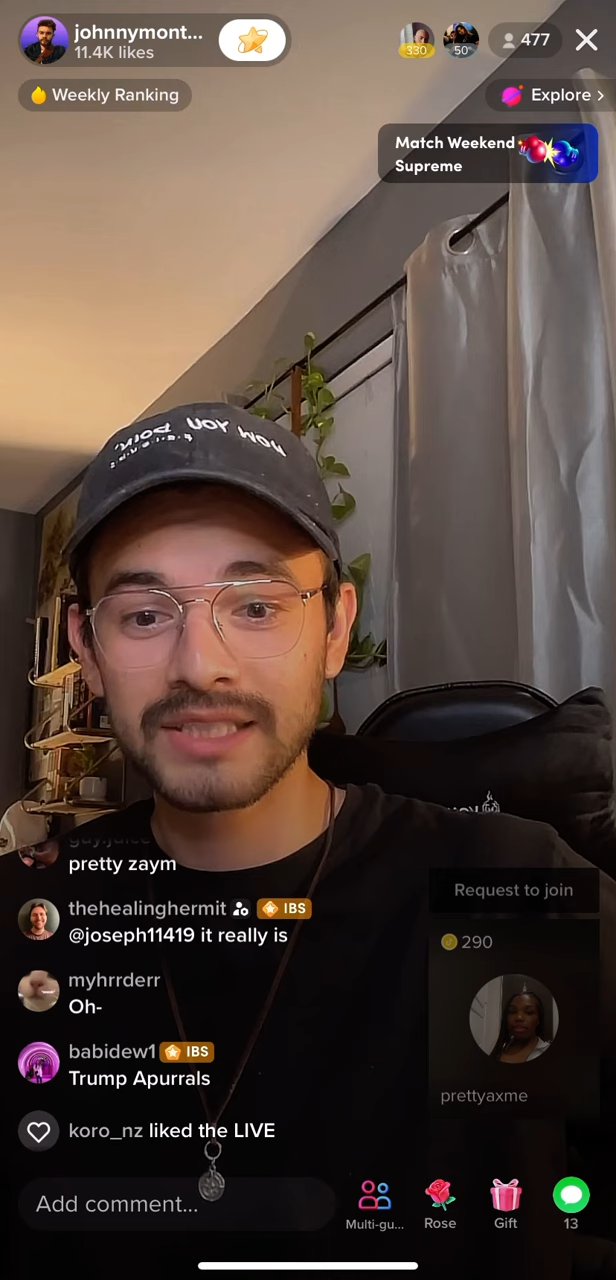 johnnymont...
11.4K likes
330
50
477
Weekly Ranking
Explore
Match Weekend
Supreme
pretty zaym
thehealinghermit IBS
@joseph11419 it really is
myhrrderr
Oh-
babidew1 IBS
Trump Apurrals
koro_nz liked the LIVE
Request to join
290
prettyaxme
Add comment...
Multi-gu...
Rose
Gift
13